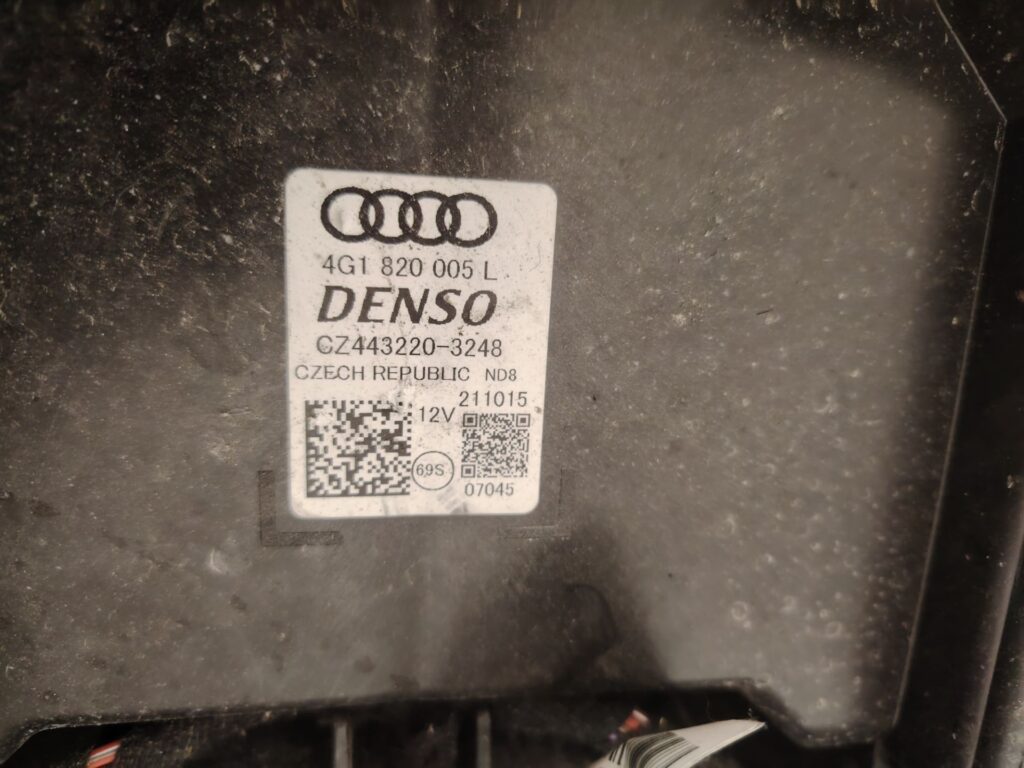 4G1 820 005 L
DENSO
CZ443220-3248
CZECH REPUBLIC ND8
211015
12V
69S
07045